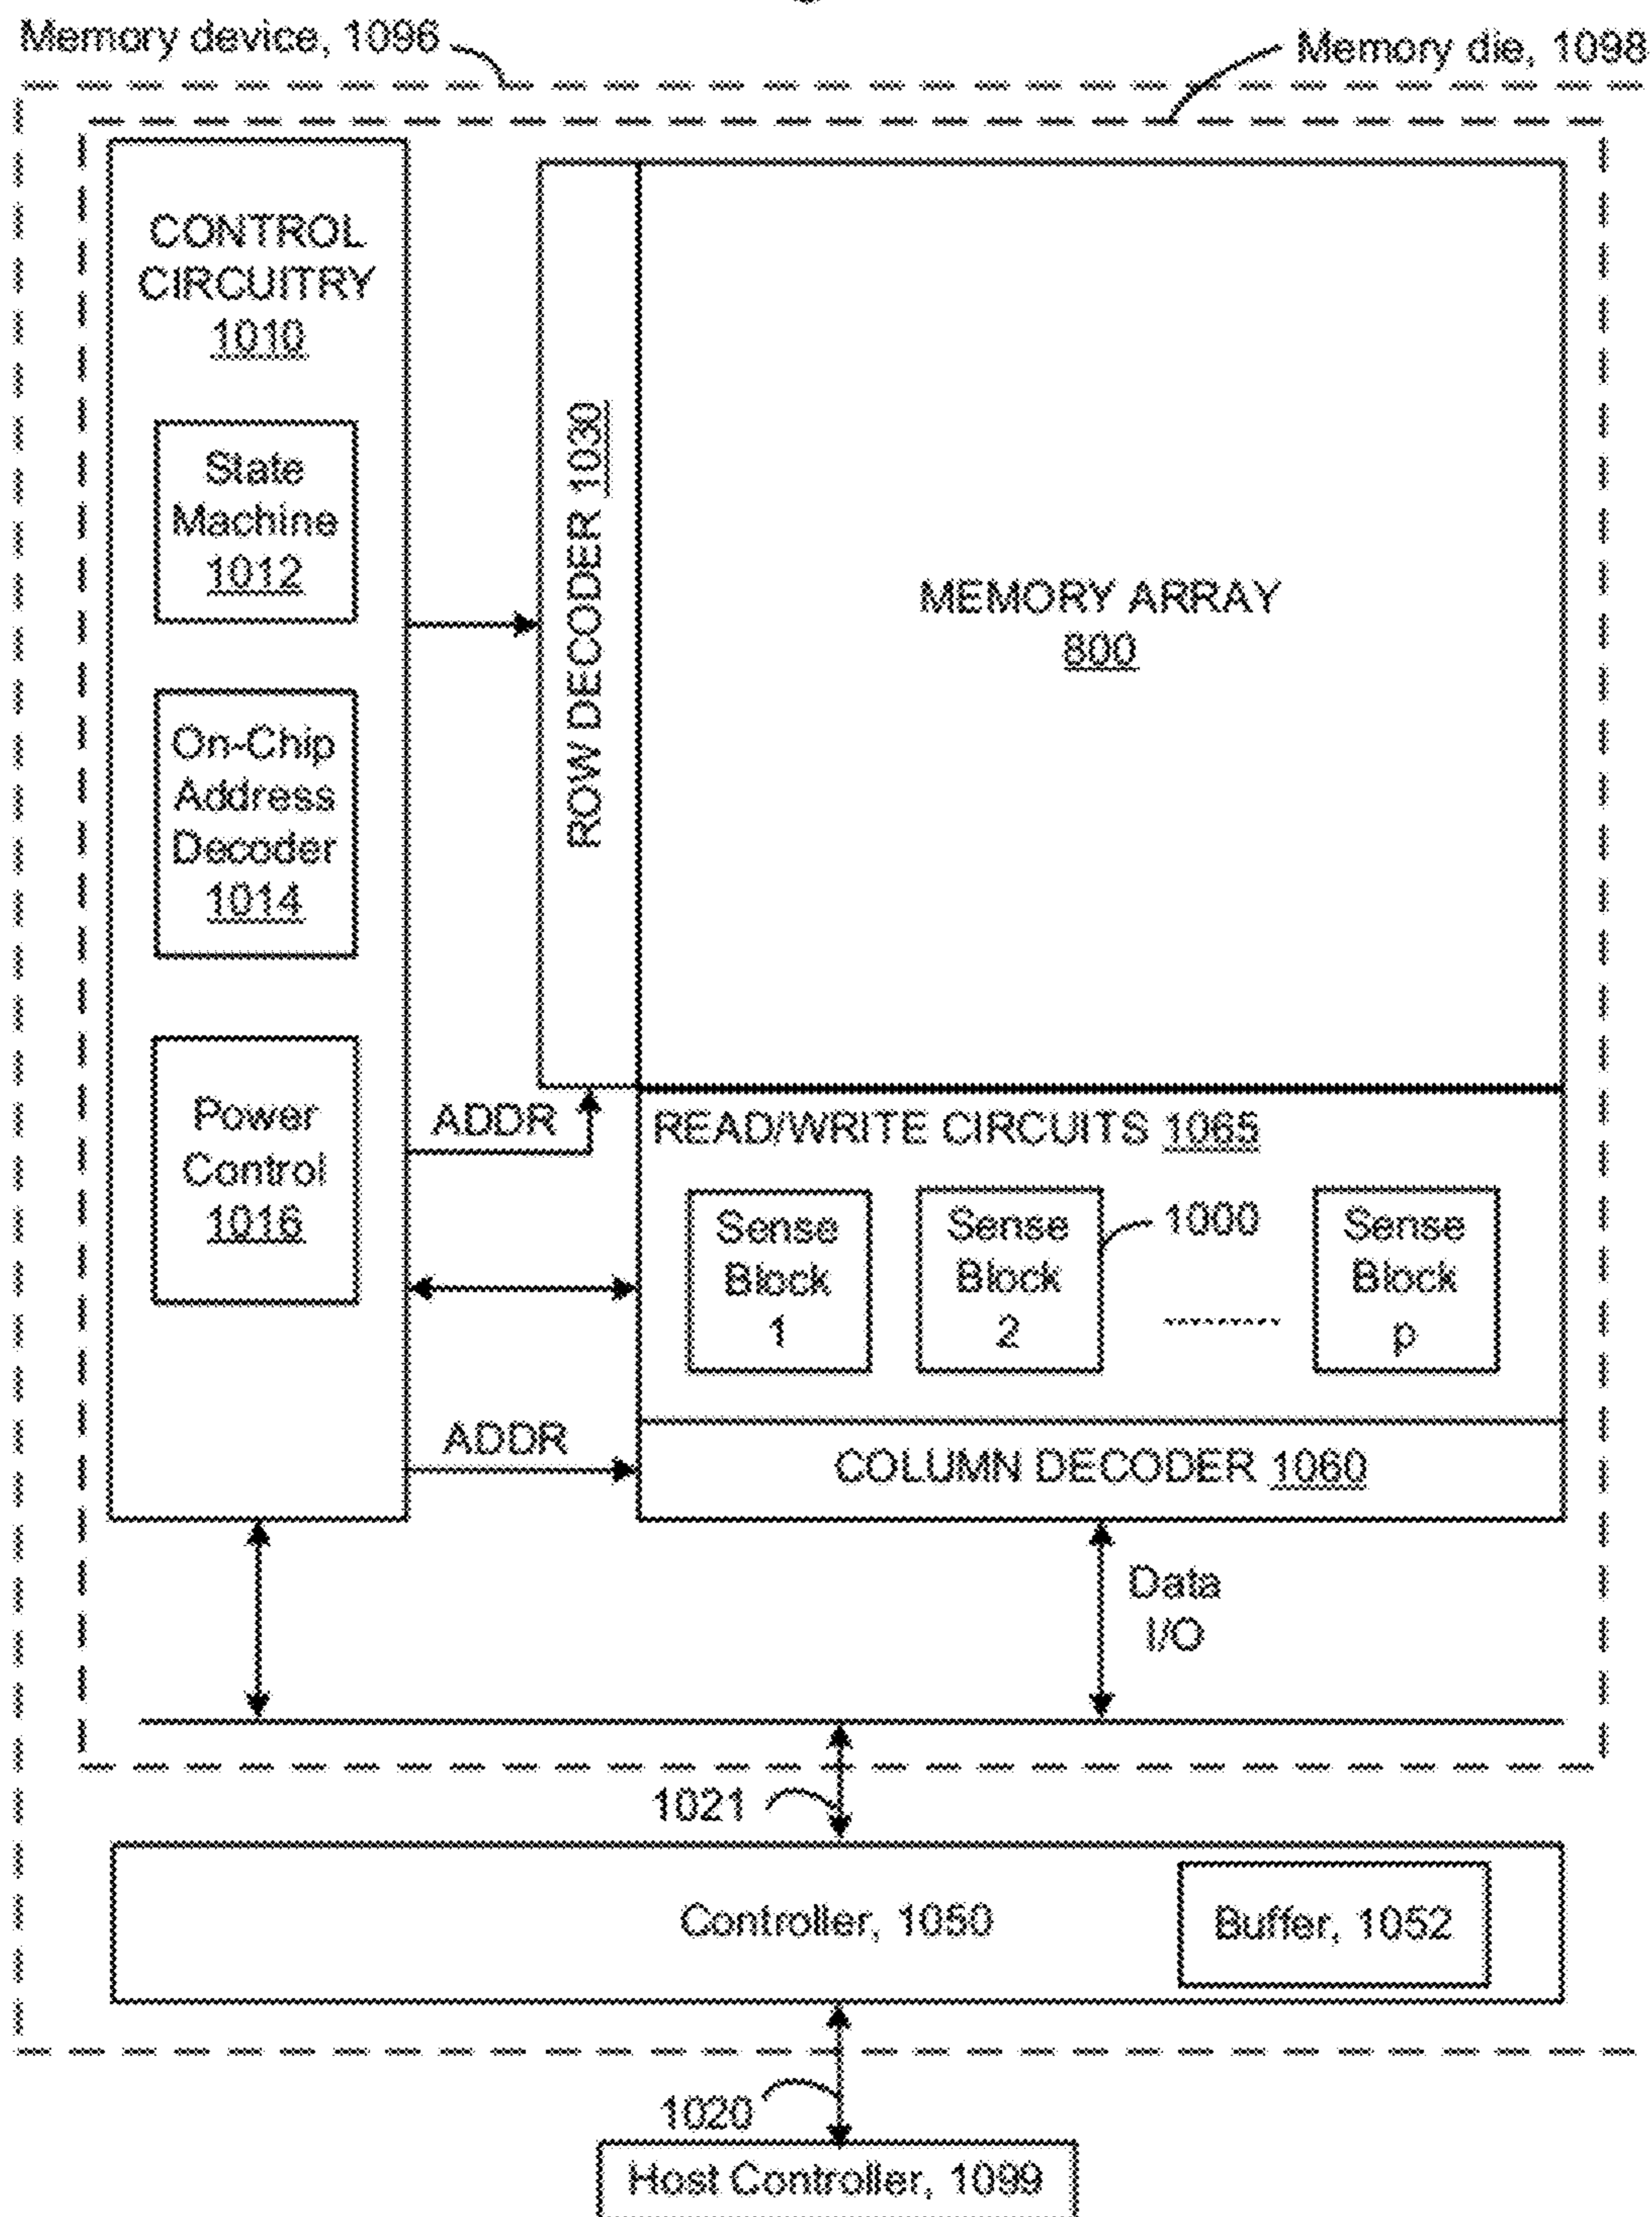 Memory device, 1096
Memory die, 1098
CONTROL
CIRCUITRY
1010
State
Machine
1012
On-Chip
Address
Decoder
1014
Power
Control
1016
ROW DECODER 1030
MEMORY ARRAY
800
ADDR
READ/WRITE CIRCUITS 1065
Sense
Block
1
Sense
Block
2
1000
Sense
Block
p
ADDR
COLUMN DECODER 1060
Data
I/O
1021
Controller, 1050
Buffer, 1052
1020
Host Controller, 1099